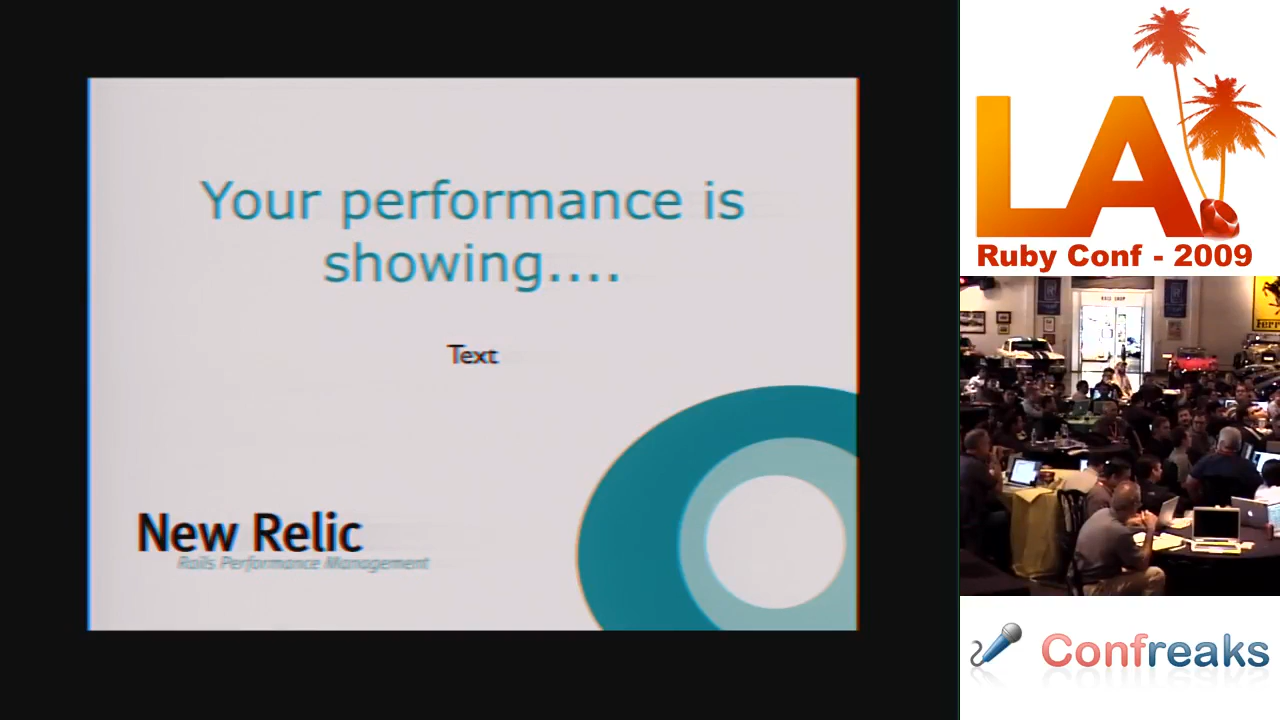 Your performance is
showing....
Text
New Relic
Rails Performance Management
LA
Ruby Conf - 2009
Confreaks